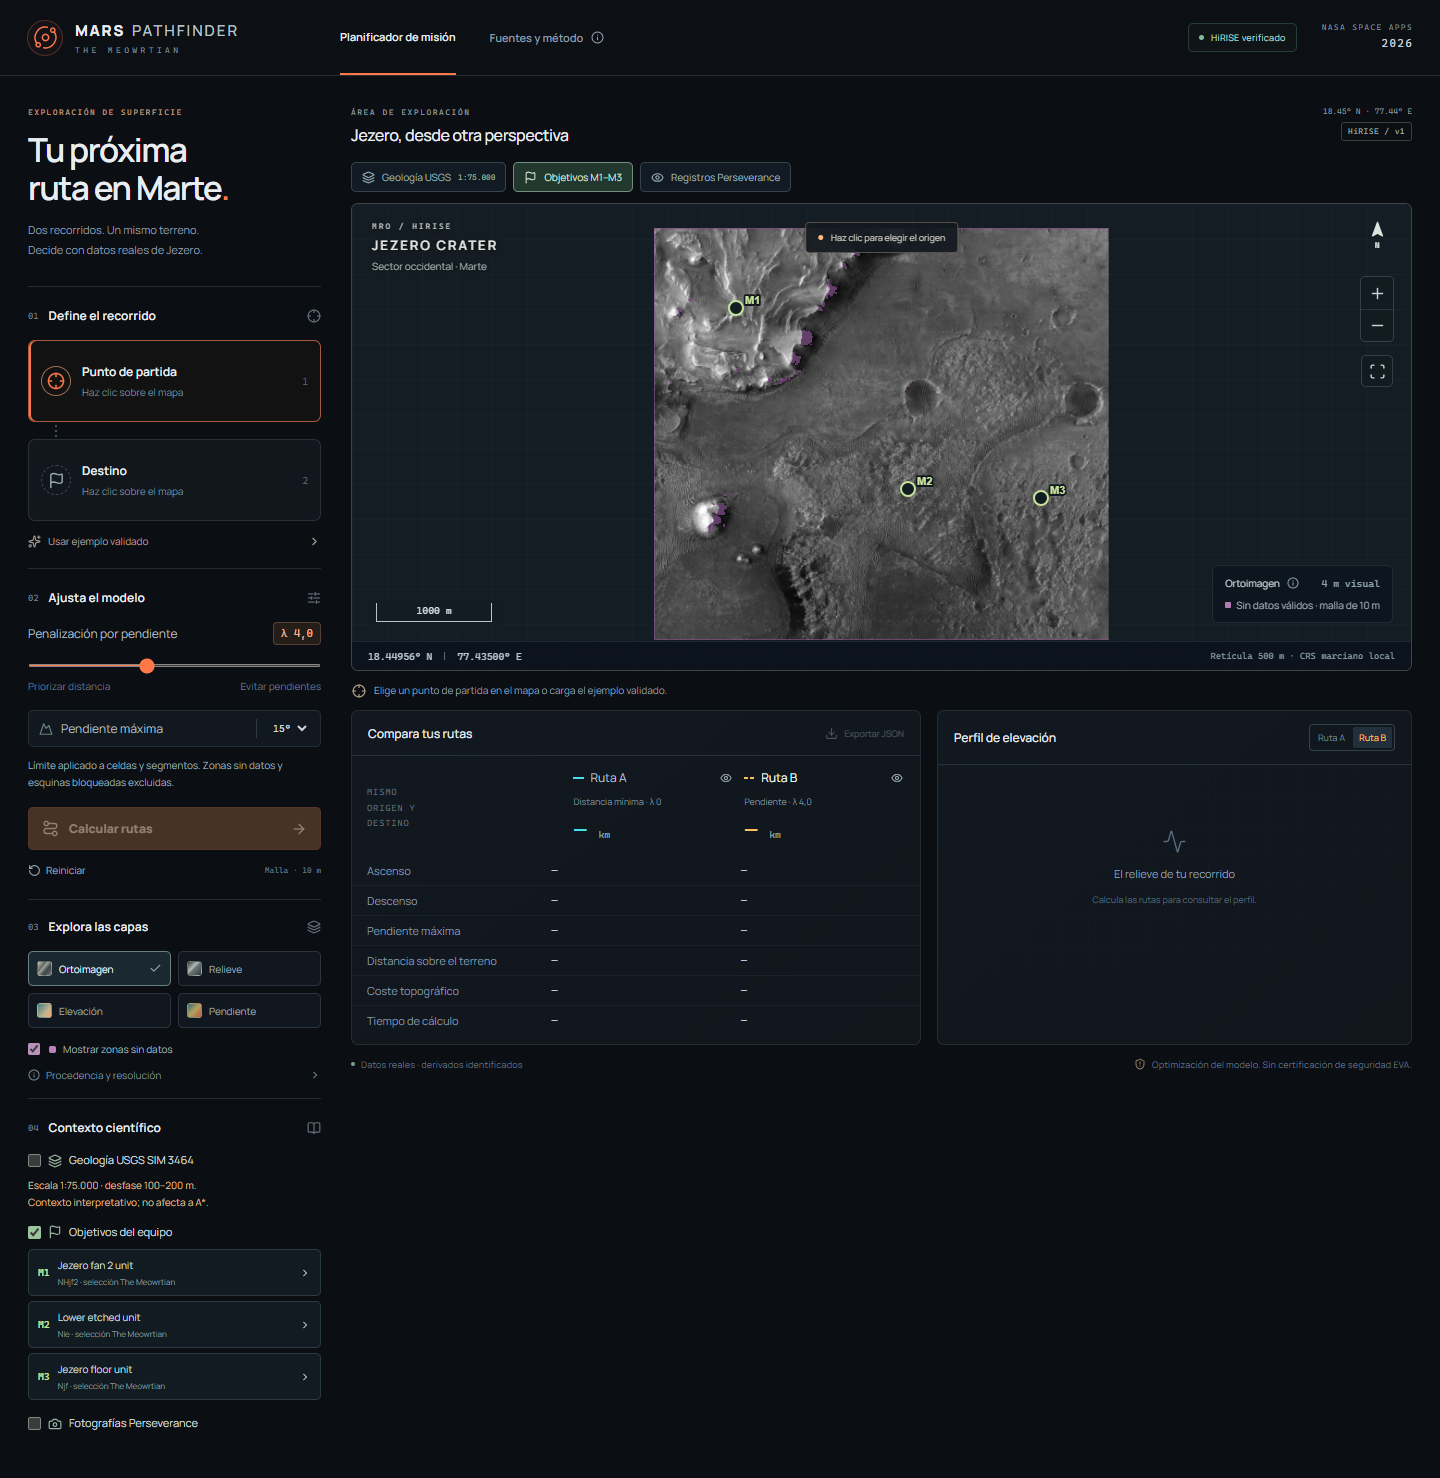 MARS PATHFINDER
THE MEOWRTIAN
Planificador de misión
Fuentes y método
HiRISE verificado
NASA SPACE APPS
2026
EXPLORACIÓN DE SUPERFICIE
Tu próxima
ruta en Marte.
Dos recorridos. Un mismo terreno.
Decide con datos reales de Jezero.
01 Define el recorrido
Punto de partida
Haz clic sobre el mapa
1
Destino
Haz clic sobre el mapa
2
Usar ejemplo validado
02 Ajusta el modelo
Penalización por pendiente
λ 4,0
Priorizar distancia
Evitar pendientes
Pendiente máxima
15°
Límite aplicado a celdas y segmentos. Zonas sin datos y
esquinas bloqueadas excluidas.
Calcular rutas
Reiniciar
Malla · 10 m
03 Explora las capas
Ortoimagen
Relieve
Elevación
Pendiente
Mostrar zonas sin datos
Procedencia y resolución
04 Contexto científico
Geología USGS SIM 3464
Escala 1:75.000 · desfase 100–200 m.
Contexto interpretativo; no afecta a A*.
Objetivos del equipo
M1
Jezero fan 2 unit
NHjf2 · selección The Meowrtian
M2
Lower etched unit
Nle · selección The Meowrtian
M3
Jezero floor unit
Njf · selección The Meowrtian
Fotografías Perseverance
ÁREA DE EXPLORACIÓN
Jezero, desde otra perspectiva
18.45° N · 77.44° E
HiRISE / v1
Geología USGS 1:75.000
Objetivos M1–M3
Registros Perseverance
MRO / HIRISE
JEZERO CRATER
Sector occidental · Marte
Haz clic para elegir el origen
N
M1
M2
M3
Ortoimagen
4 m visual
Sin datos válidos · malla de 10 m
1000 m
18.44956° N | 77.43500° E
Retícula 500 m · CRS marciano local
Elige un punto de partida en el mapa o carga el ejemplo validado.
Compara tus rutas
Exportar JSON
MISMO
ORIGEN Y
DESTINO
Ruta A
Distancia mínima · λ 0
— km
Ruta B
Pendiente · λ 4,0
— km
Ascenso — —
Descenso — —
Pendiente máxima — —
Distancia sobre el terreno — —
Coste topográfico — —
Tiempo de cálculo — —
Perfil de elevación
Ruta A
Ruta B
El relieve de tu recorrido
Calcula las rutas para consultar el perfil.
Datos reales · derivados identificados
Optimización del modelo. Sin certificación de seguridad EVA.